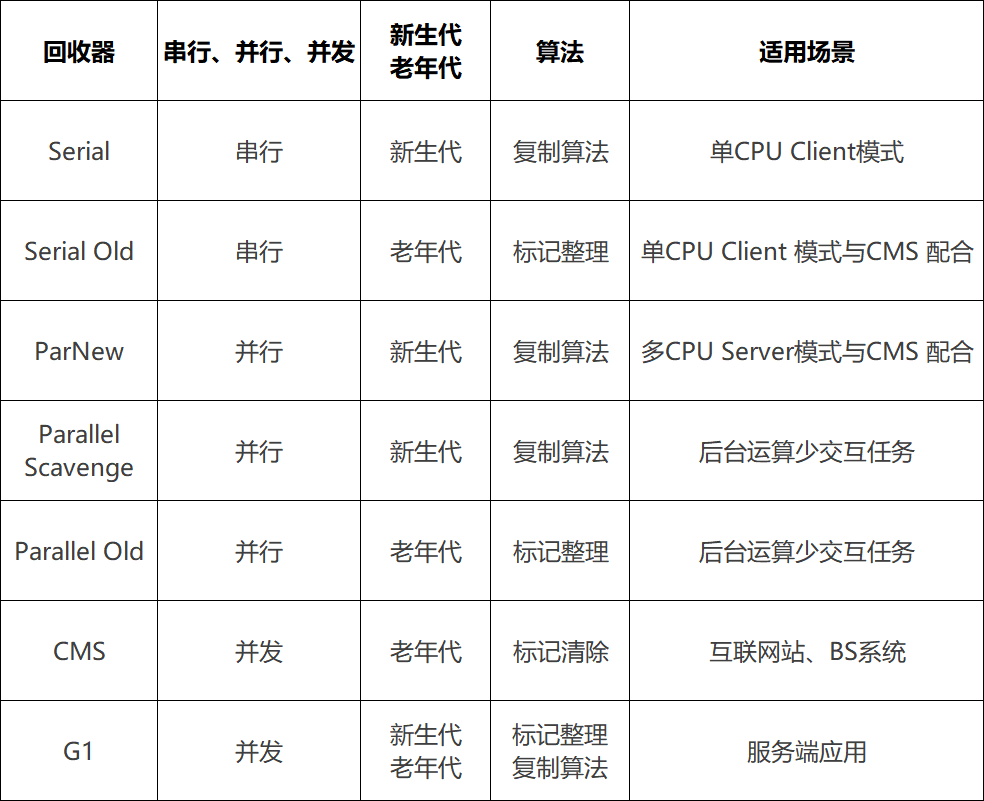 回收器 串行、并行、并发 新生代 算法 适用场景
老年代
Serial 串行 新生代 复制算法 单CPU Client模式
Serial Old 串行 老年代 标记整理 单CPU Client 模式与CMS 配合
ParNew 并行 新生代 复制算法 多CPU Server模式与CMS 配合
Parallel
Scavenge 并行 新生代 复制算法 后台运算少交互任务
Parallel Old 并行 老年代 标记整理 后台运算少交互任务
CMS 并发 老年代 标记清除 互联网站、BS系统
G1 并发 新生代 标记整理 服务端应用
老年代 复制算法